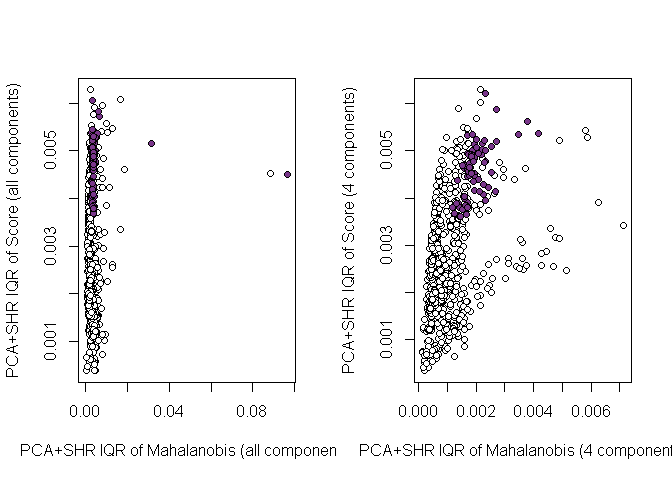 PCA+SHR IQR of Score (all components)
0.005
0.003
0.001
0.00 0.04 0.08
PCA+SHR IQR of Mahalanobis (all componen
PCA+SHR IQR of Score (4 components)
0.005
0.003
0.001
0.000 0.002 0.004 0.006
PCA+SHR IQR of Mahalanobis (4 component